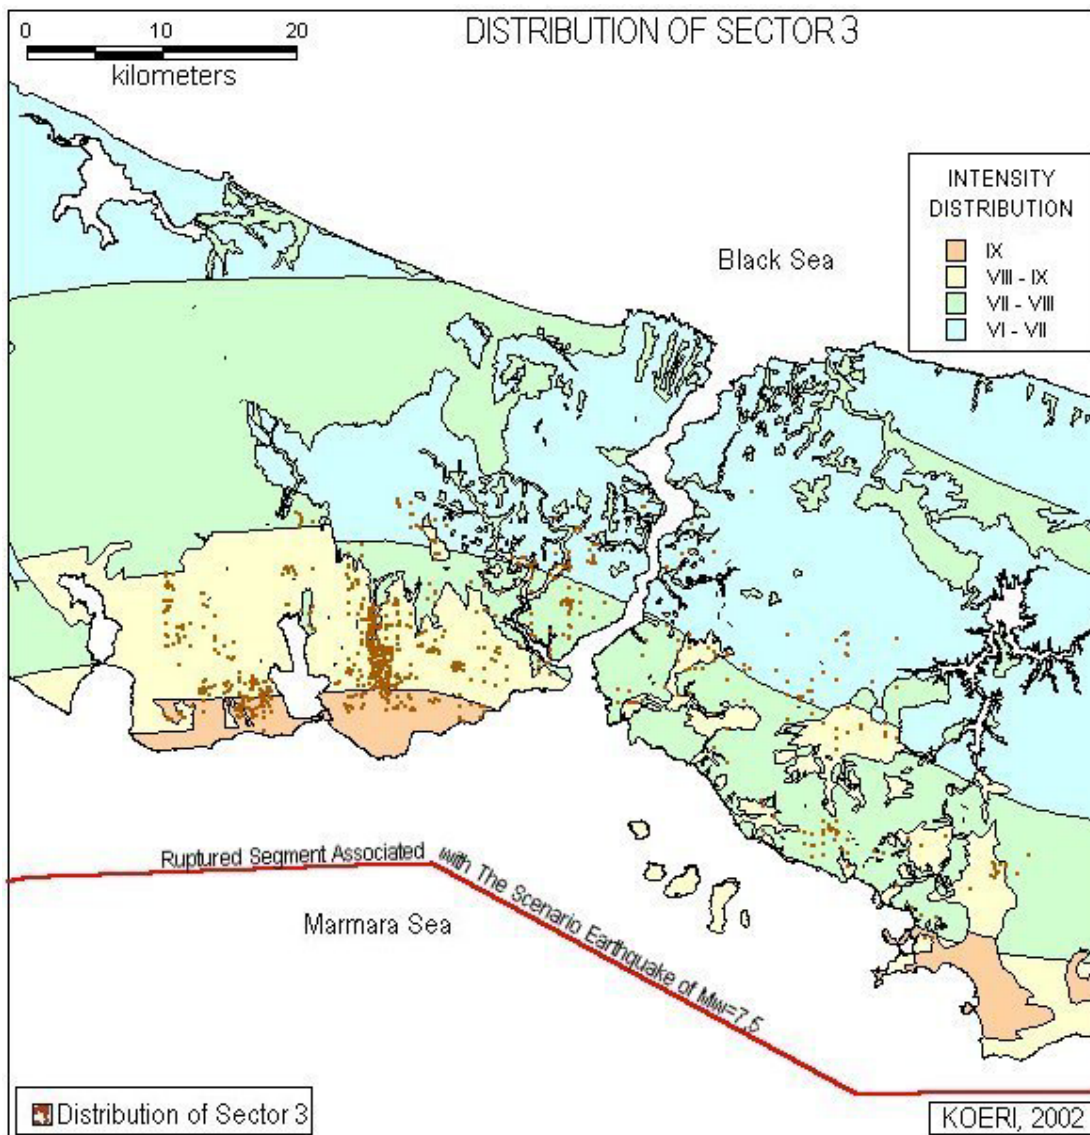 DISTRIBUTION OF SECTOR 3
0 10 20
kilometers
INTENSITY
DISTRIBUTION
IX
VIII - IX
VII - VIII
VI - VII
Black Sea
Ruptured Segment Associated with The Scenario Earthquake of Mw=7,5
Marmara Sea
Distribution of Sector 3
KOERI, 2002